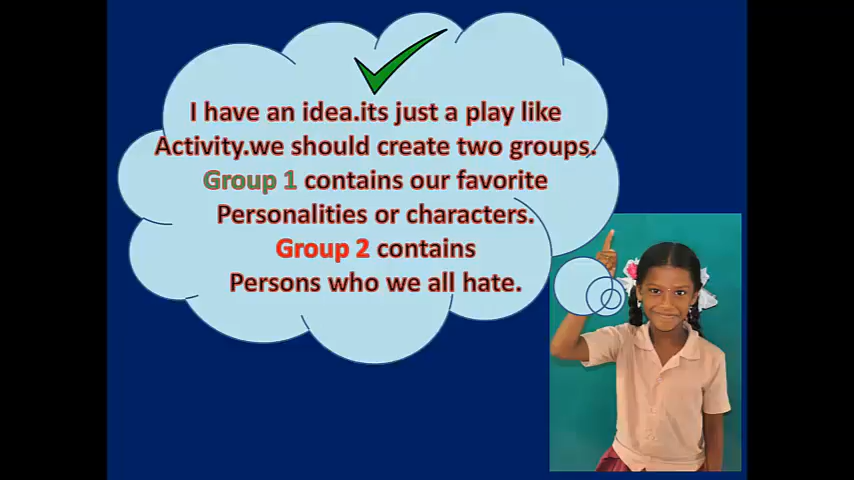 I have an idea.its just a play like
Activity.we should create two groups.
Group 1 contains our favorite
Personalities or characters.
Group 2 contains
Persons who we all hate.